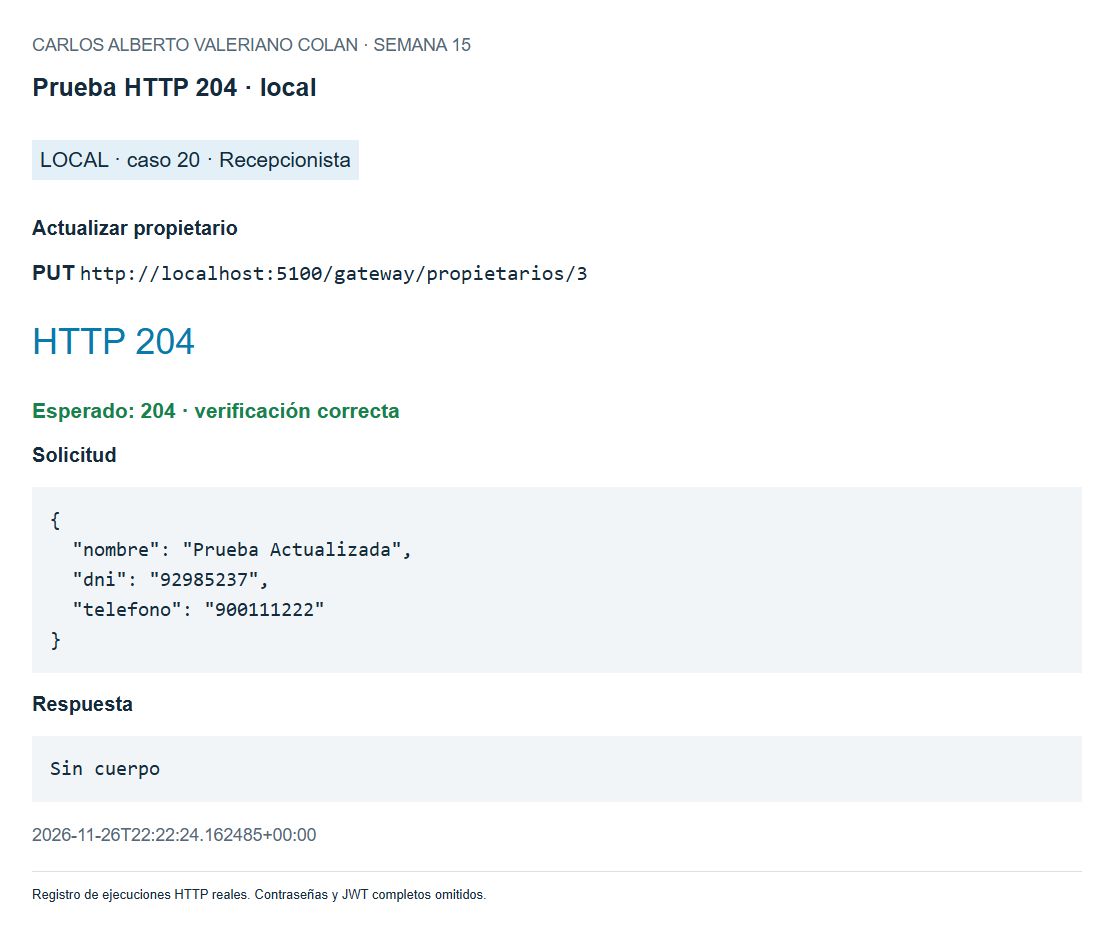 CARLOS ALBERTO VALERIANO COLAN · SEMANA 15
Prueba HTTP 204 · local
LOCAL · caso 20 · Recepcionista
Actualizar propietario
PUT http://localhost:5100/gateway/propietarios/3
HTTP 204
Esperado: 204 · verificación correcta
Solicitud
{
  "nombre": "Prueba Actualizada",
  "dni": "92985237",
  "telefono": "900111222"
}
Respuesta
Sin cuerpo
2026-11-26T22:22:24.162485+00:00
Registro de ejecuciones HTTP reales. Contraseñas y JWT completos omitidos.